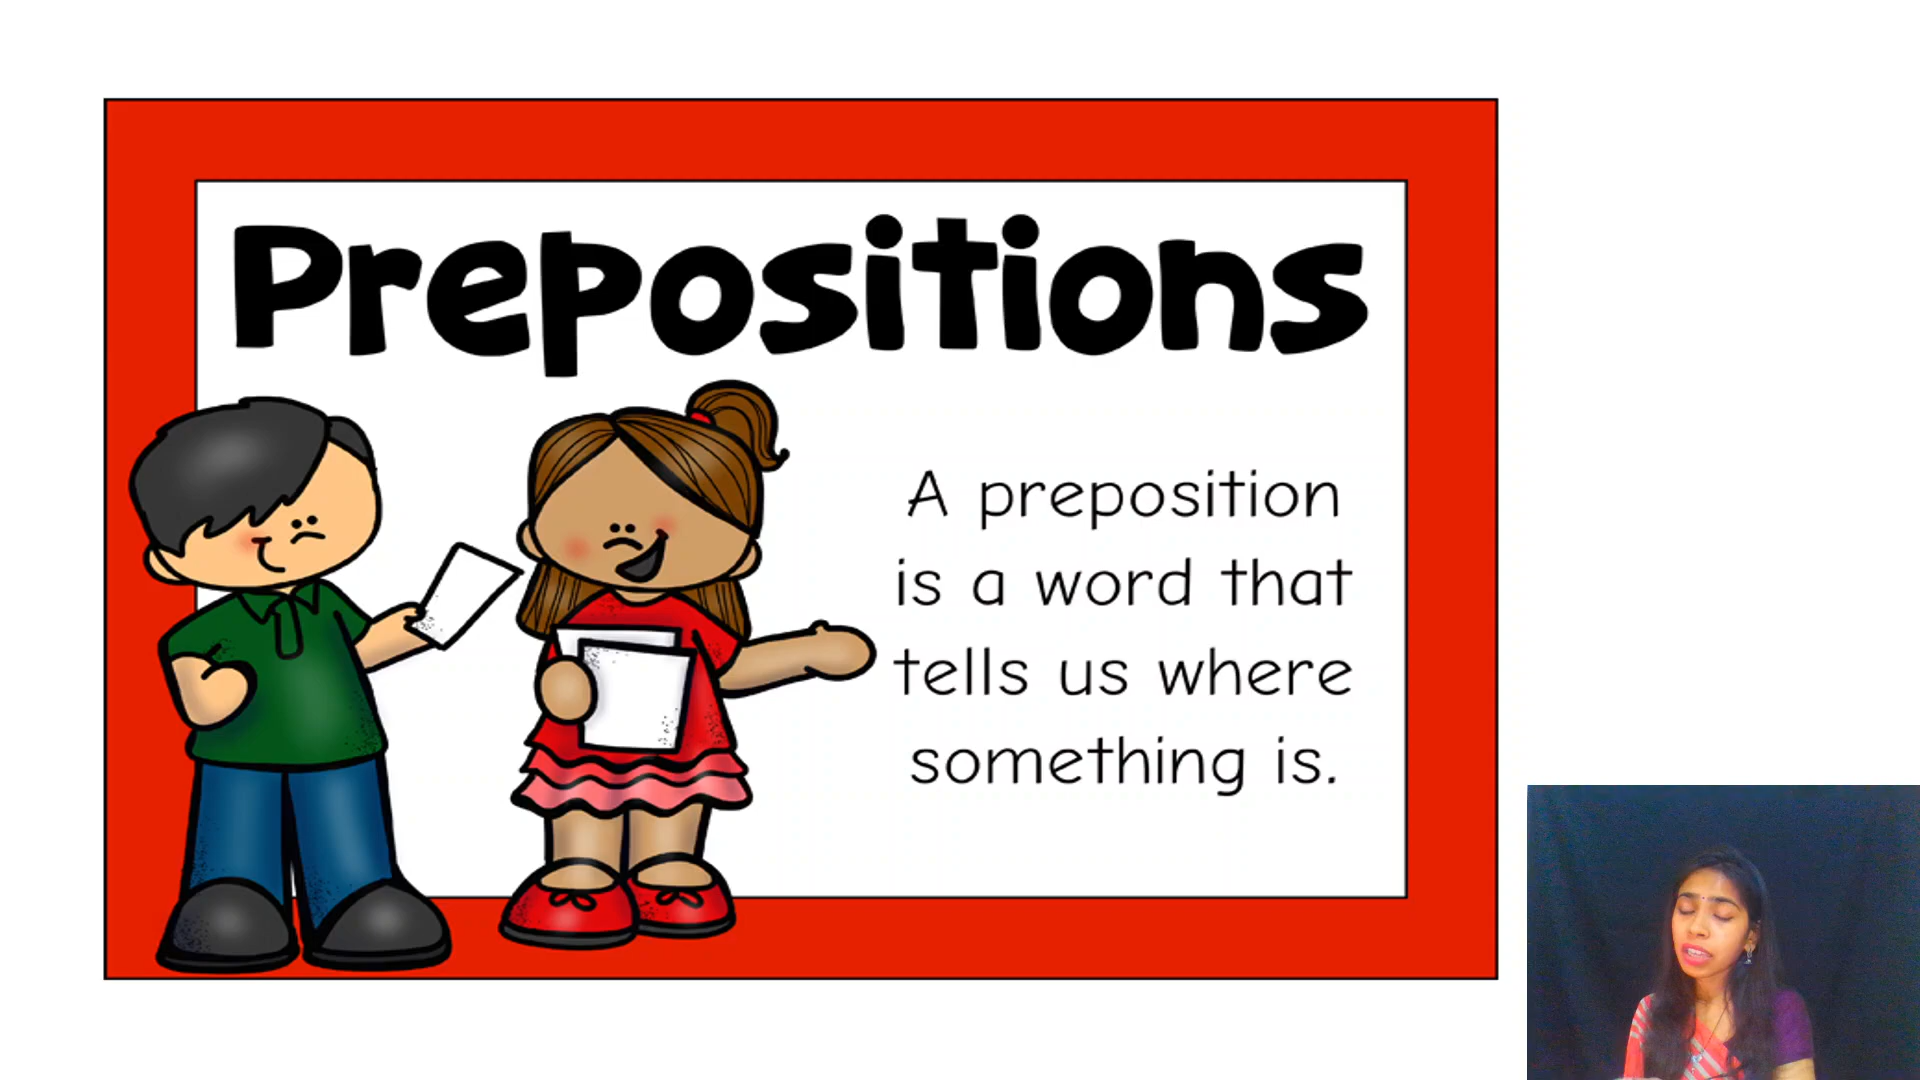 Prepositions
A preposition
is a word that
tells us where
something is.